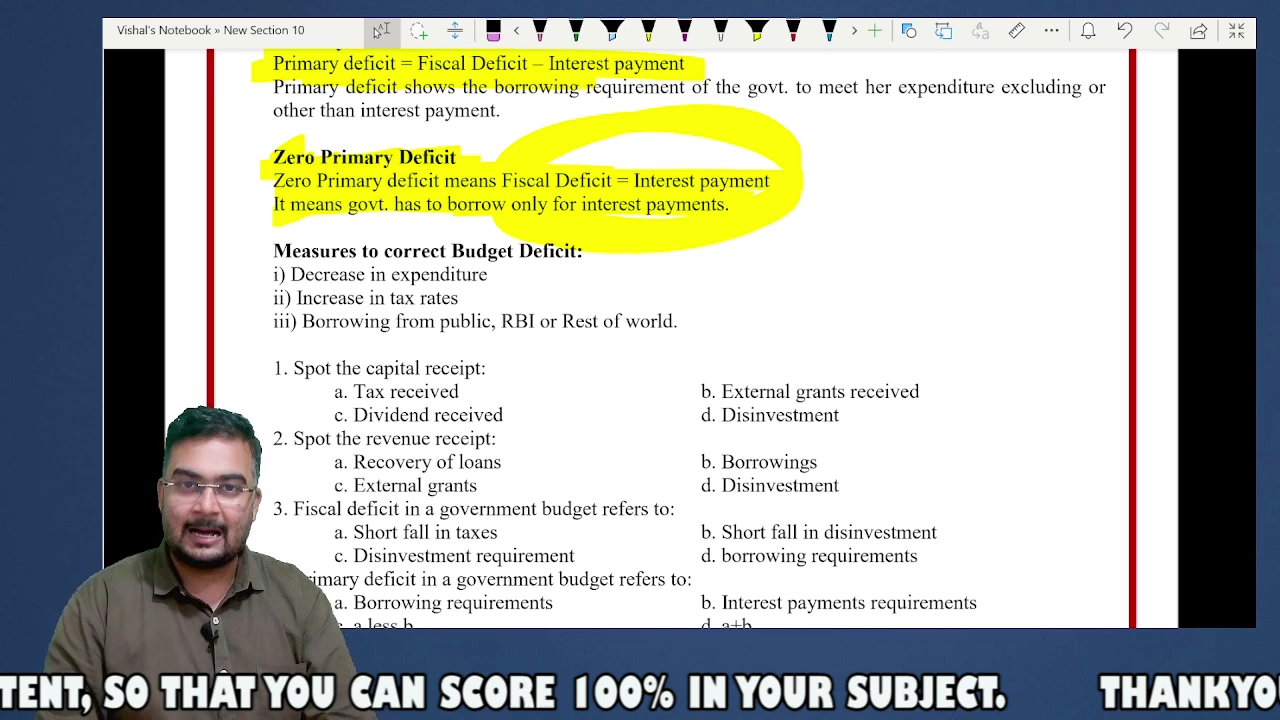 Vishal's Notebook » New Section 10
Primary deficit = Fiscal Deficit – Interest payment
Primary deficit shows the borrowing requirement of the govt. to meet her expenditure excluding or
other than interest payment.
Zero Primary Deficit
Zero Primary deficit means Fiscal Deficit = Interest payment
It means govt. has to borrow only for interest payments.
Measures to correct Budget Deficit:
i) Decrease in expenditure
ii) Increase in tax rates
iii) Borrowing from public, RBI or Rest of world.
1. Spot the capital receipt:
a. Tax received b. External grants received
c. Dividend received d. Disinvestment
2. Spot the revenue receipt:
a. Recovery of loans b. Borrowings
c. External grants d. Disinvestment
3. Fiscal deficit in a government budget refers to:
a. Short fall in taxes b. Short fall in disinvestment
c. Disinvestment requirement d. borrowing requirements
rimary deficit in a government budget refers to:
a. Borrowing requirements b. Interest payments requirements
a less b d. a+b
TENT, SO THAT YOU CAN SCORE 100% IN YOUR SUBJECT. THANKYO